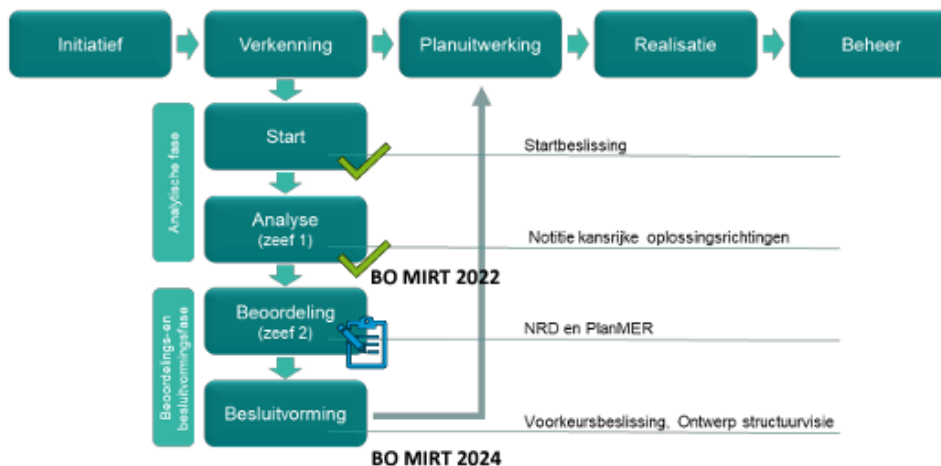 Initiatief
Verkenning
Planuitwerking
Realisatie
Beheer
Analytische fase
Start
Startbeslissing
Analyse
(zeef 1)
Notitie kansrijke oplossingsrichtingen
BO MIRT 2022
Beoordelings- en
besluitvormingsfase
Beoordeling
(zeef 2)
NRD en PlanMER
Besluitvorming
Voorkeursbeslissing, Ontwerp structuurvisie
BO MIRT 2024